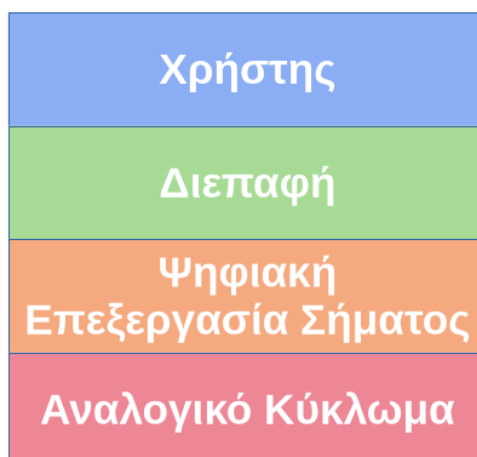 Χρήστης
Διεπαφή
Ψηφιακή
Επεξεργασία Σήματος
Αναλογικό Κύκλωμα